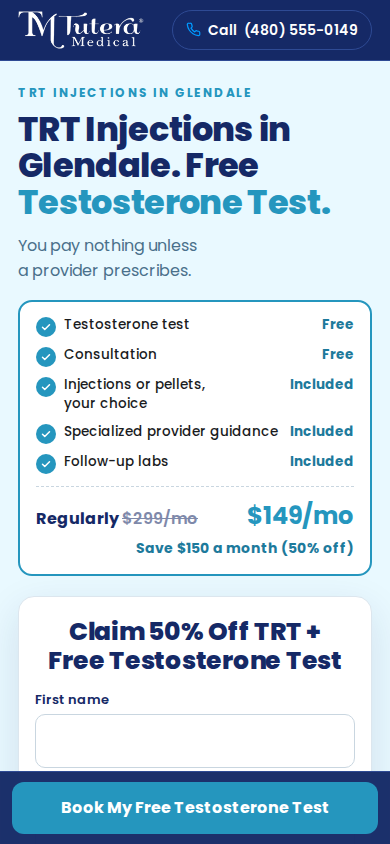 TM Tutera®
Medical
Call (480) 555-0149
TRT INJECTIONS IN GLENDALE
TRT Injections in
Glendale. Free
Testosterone Test.
You pay nothing unless
a provider prescribes.
Testosterone test Free
Consultation Free
Injections or pellets, Included
your choice
Specialized provider guidance Included
Follow-up labs Included
Regularly $299/mo $149/mo
Save $150 a month (50% off)
Claim 50% Off TRT +
Free Testosterone Test
First name
Book My Free Testosterone Test